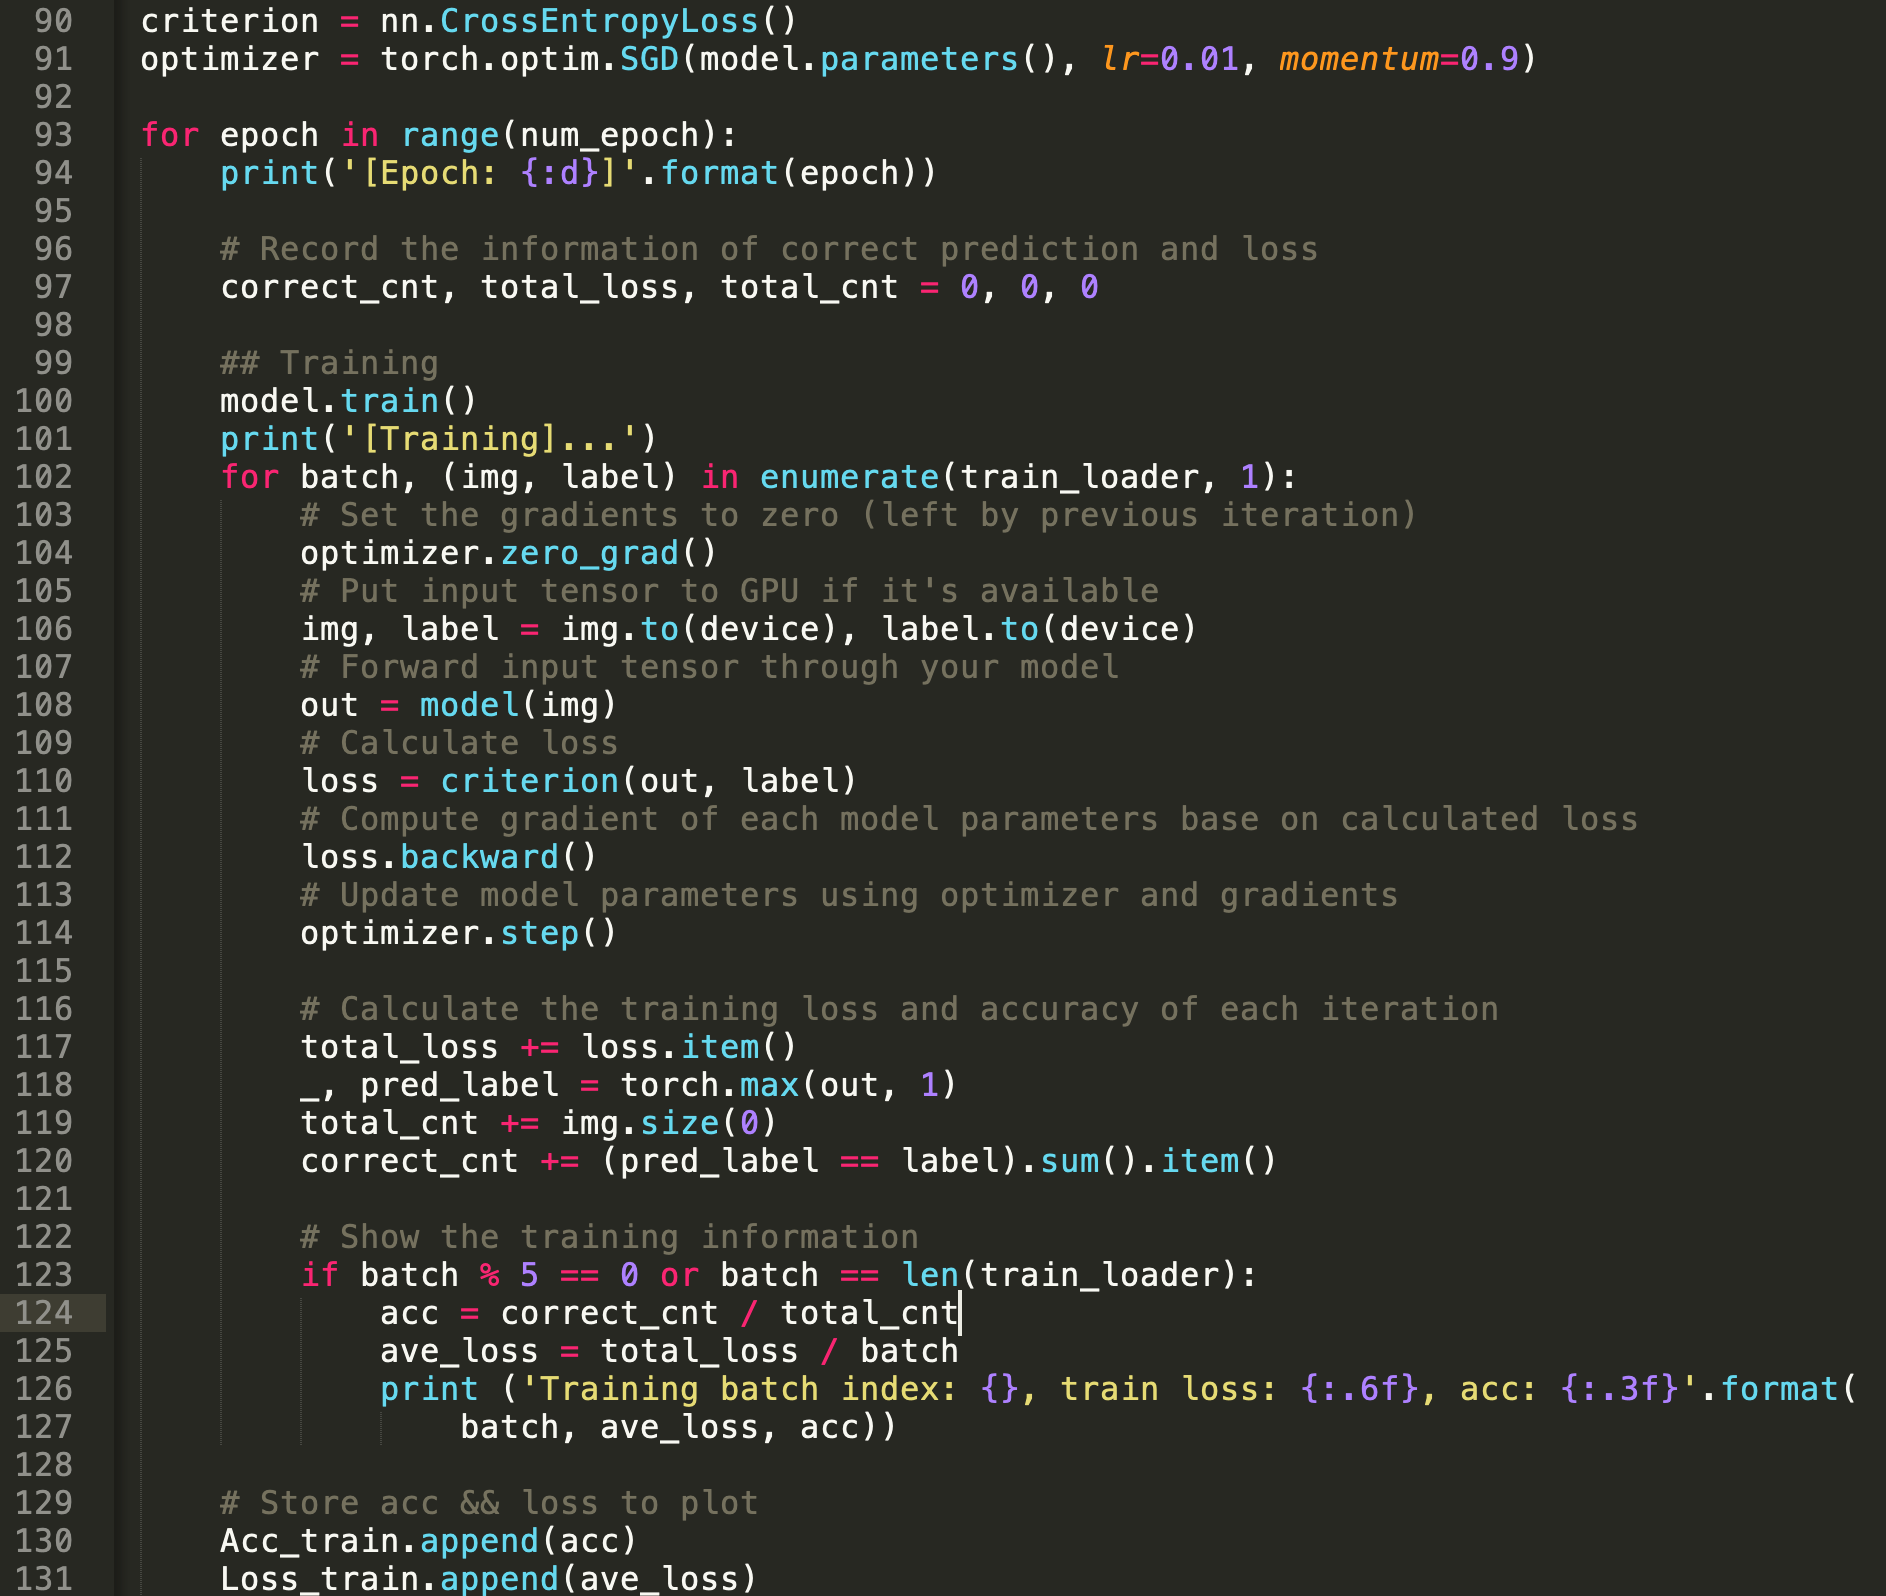 90 criterion = nn.CrossEntropyLoss()
91 optimizer = torch.optim.SGD(model.parameters(), lr=0.01, momentum=0.9)
92
93 for epoch in range(num_epoch):
94     print('[Epoch: {:d}]'.format(epoch))
95
96     # Record the information of correct prediction and loss
97     correct_cnt, total_loss, total_cnt = 0, 0, 0
98
99     ## Training
100     model.train()
101     print('[Training]...')
102     for batch, (img, label) in enumerate(train_loader, 1):
103         # Set the gradients to zero (left by previous iteration)
104         optimizer.zero_grad()
105         # Put input tensor to GPU if it's available
106         img, label = img.to(device), label.to(device)
107         # Forward input tensor through your model
108         out = model(img)
109         # Calculate loss
110         loss = criterion(out, label)
111         # Compute gradient of each model parameters base on calculated loss
112         loss.backward()
113         # Update model parameters using optimizer and gradients
114         optimizer.step()
115
116         # Calculate the training loss and accuracy of each iteration
117         total_loss += loss.item()
118         _, pred_label = torch.max(out, 1)
119         total_cnt += img.size(0)
120         correct_cnt += (pred_label == label).sum().item()
121
122         # Show the training information
123         if batch % 5 == 0 or batch == len(train_loader):
124             acc = correct_cnt / total_cnt
125             ave_loss = total_loss / batch
126             print ('Training batch index: {}, train loss: {:.6f}, acc: {:.3f}'.format(
127                 batch, ave_loss, acc))
128
129     # Store acc && loss to plot
130     Acc_train.append(acc)
131     Loss_train.append(ave_loss)